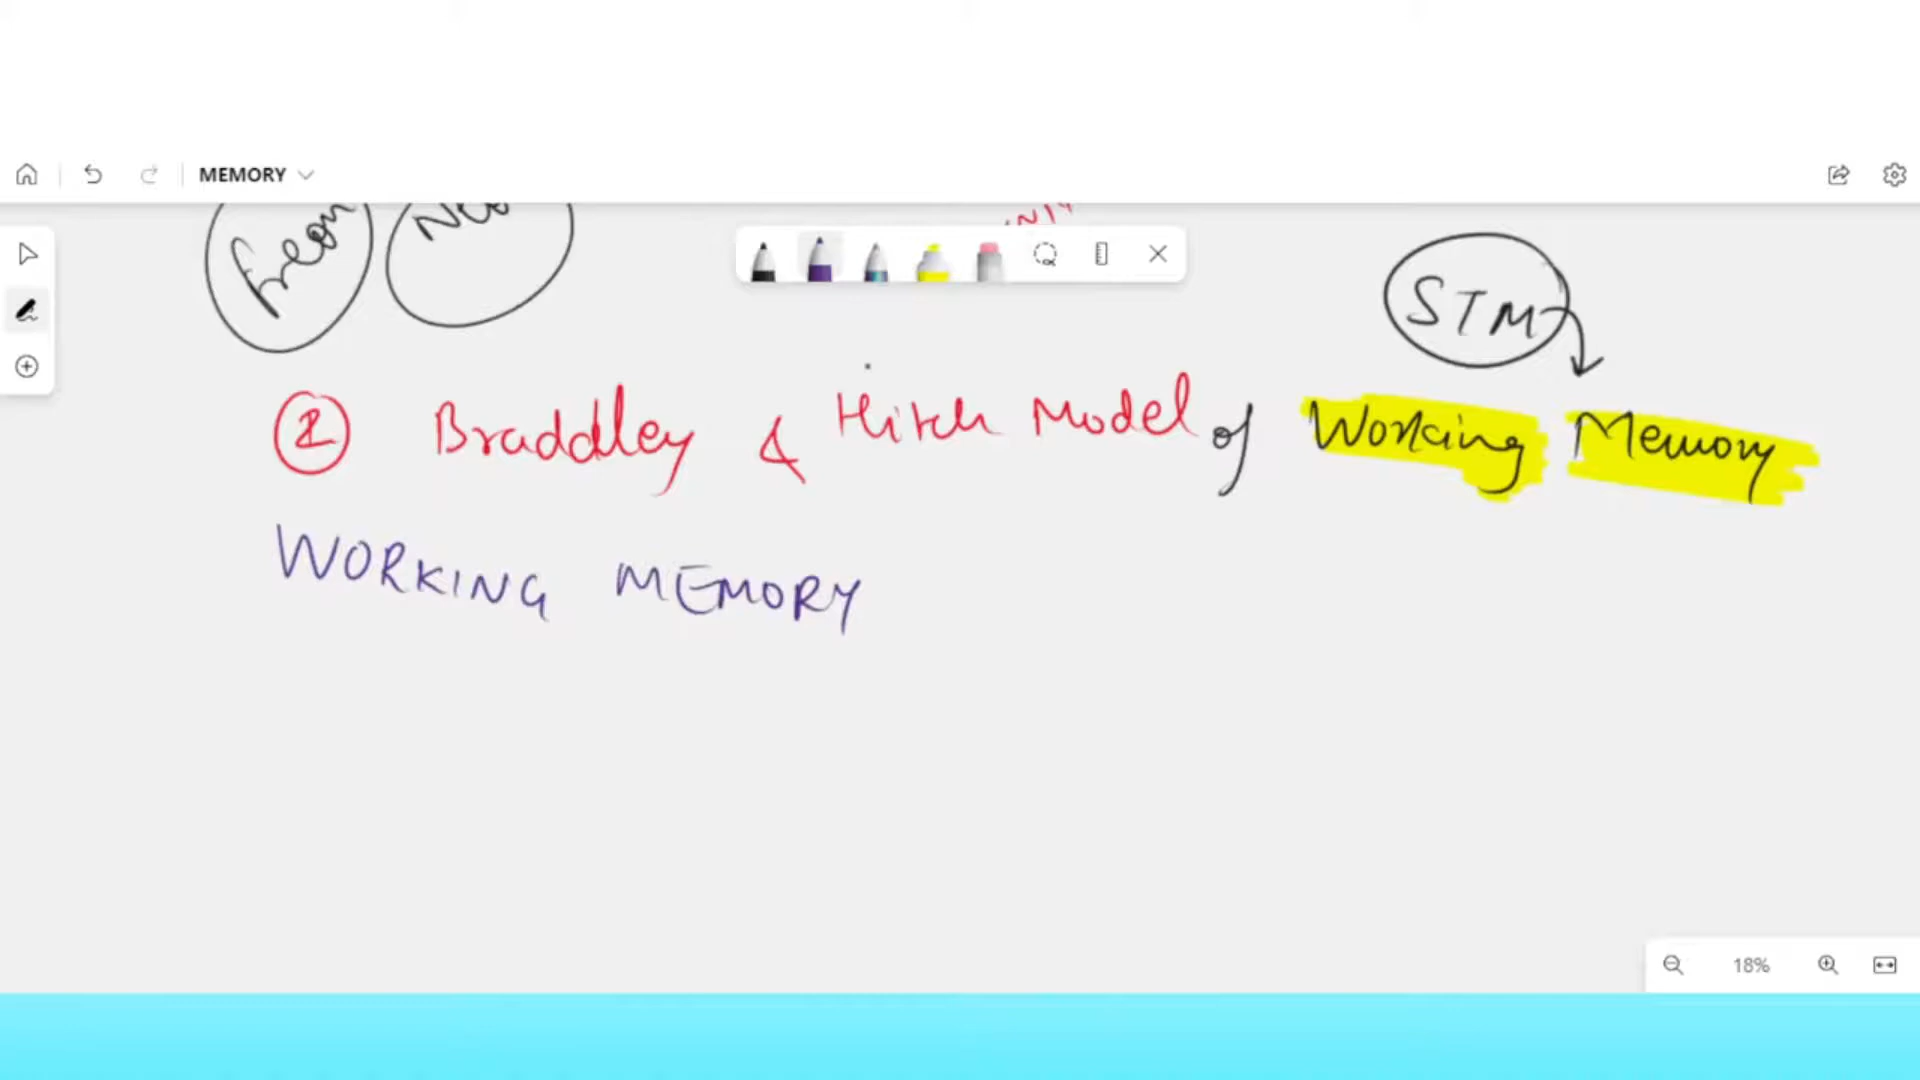 MEMORY
STM
② Braddley & Hitch Model of Working Memory
WORKING MEMORY
18%